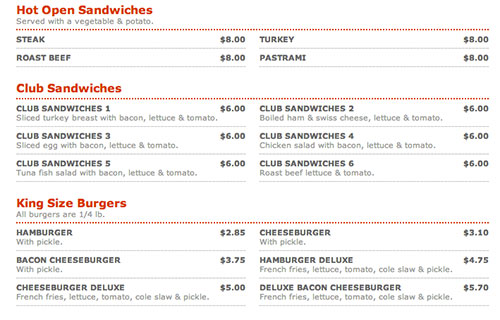 Hot Open Sandwiches
Served with a vegetable & potato.
STEAK $8.00 TURKEY $8.00
ROAST BEEF $8.00 PASTRAMI $8.00
Club Sandwiches
CLUB SANDWICHES 1 $6.00 CLUB SANDWICHES 2 $6.00
Sliced turkey breast with bacon, lettuce & tomato. Boiled ham & swiss cheese, lettuce & tomato.
CLUB SANDWICHES 3 $6.00 CLUB SANDWICHES 4 $6.00
Sliced egg with bacon, lettuce & tomato. Chicken salad with bacon, lettuce & tomato.
CLUB SANDWICHES 5 $6.00 CLUB SANDWICHES 6 $6.00
Tuna fish salad with bacon, lettuce & tomato. Roast beef lettuce & tomato.
King Size Burgers
All burgers are 1/4 lb.
HAMBURGER $2.85 CHEESEBURGER $3.10
With pickle. With pickle.
BACON CHEESEBURGER $3.75 HAMBURGER DELUXE $4.75
With pickle. French fries, lettuce, tomato, cole slaw & pickle.
CHEESEBURGER DELUXE $5.00 DELUXE BACON CHEESEBURGER $5.70
French fries, lettuce, tomato, cole slaw & pickle. French fries, lettuce, tomato, cole slaw & pickle.